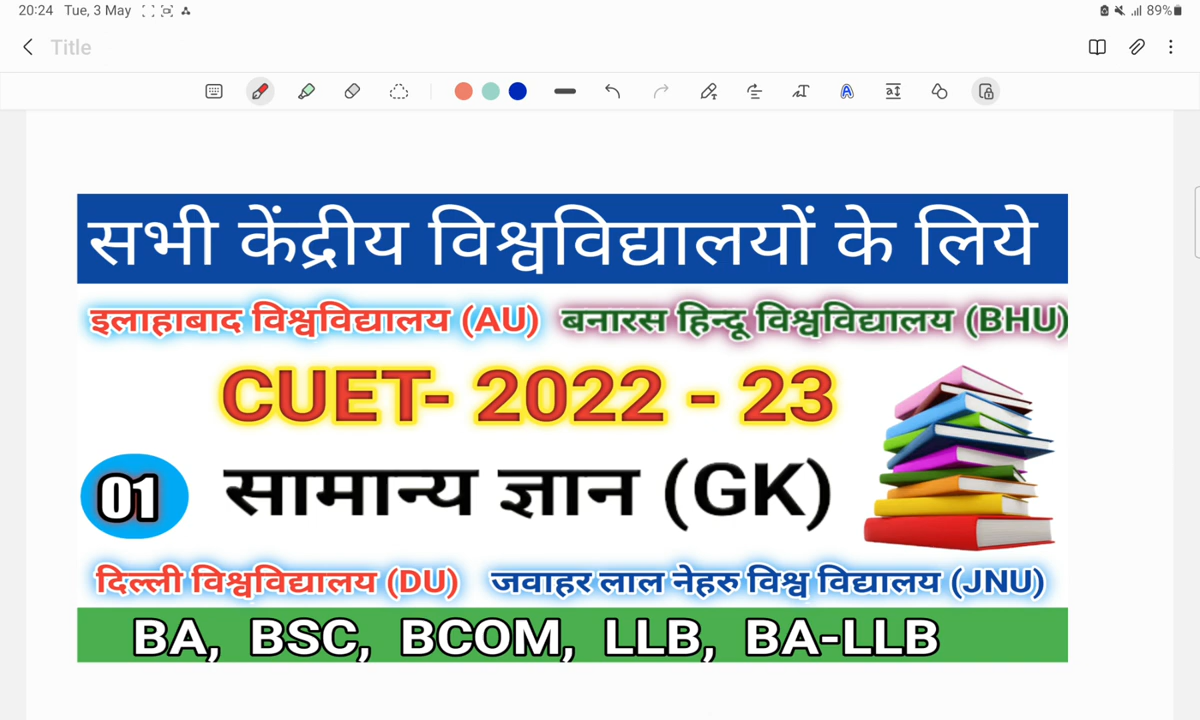 20:24 Tue, 3 May 89%
Title
सभी केंद्रीय विश्वविद्यालयों के लिये
इलाहाबाद विश्वविद्यालय (AU) बनारस हिन्दू विश्वविद्यालय (BHU)
CUET- 2022 - 23
01 सामान्य ज्ञान (GK)
दिल्ली विश्वविद्यालय (DU) जवाहर लाल नेहरु विश्व विद्यालय (JNU)
BA, BSC, BCOM, LLB, BA-LLB